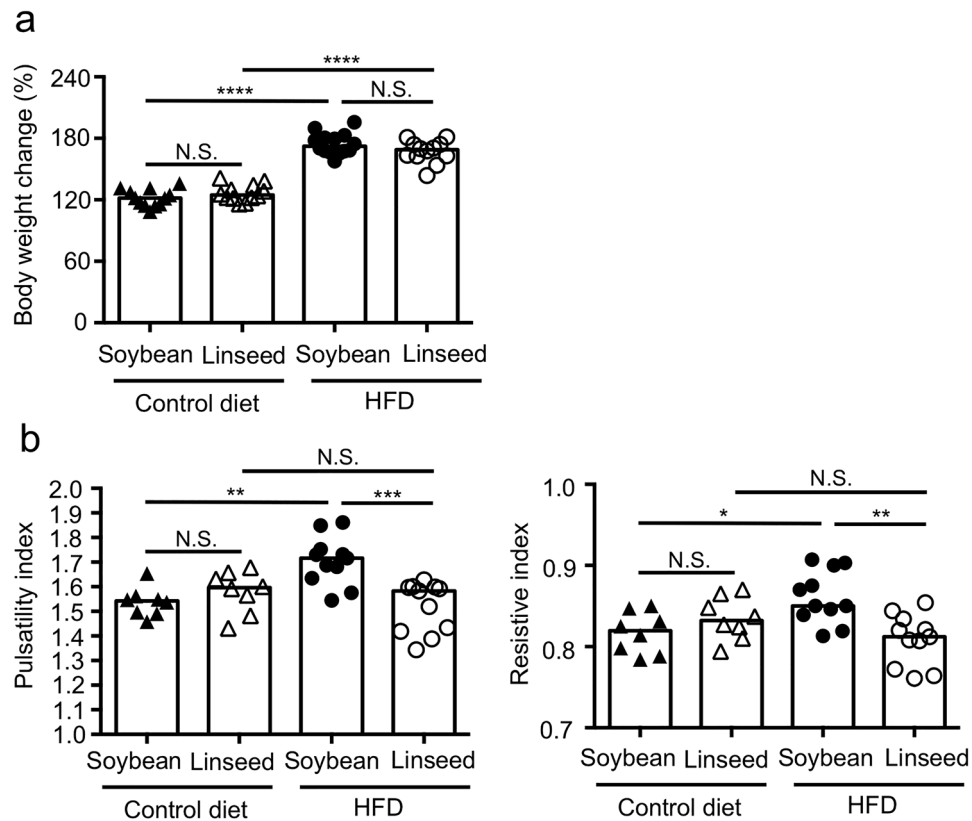 a
Body weight change (%)
240
180
120
60
0
****
****
N.S.
N.S.
Soybean Linseed Soybean Linseed
Control diet HFD
b
Pulsatility index
2.0
1.9
1.8
1.7
1.6
1.5
1.4
1.3
1.2
1.1
1.0
N.S.
** ***
N.S.
Soybean Linseed Soybean Linseed
Control diet HFD
Resistive index
1.0
0.9
0.8
0.7
N.S.
* **
N.S.
Soybean Linseed Soybean Linseed
Control diet HFD